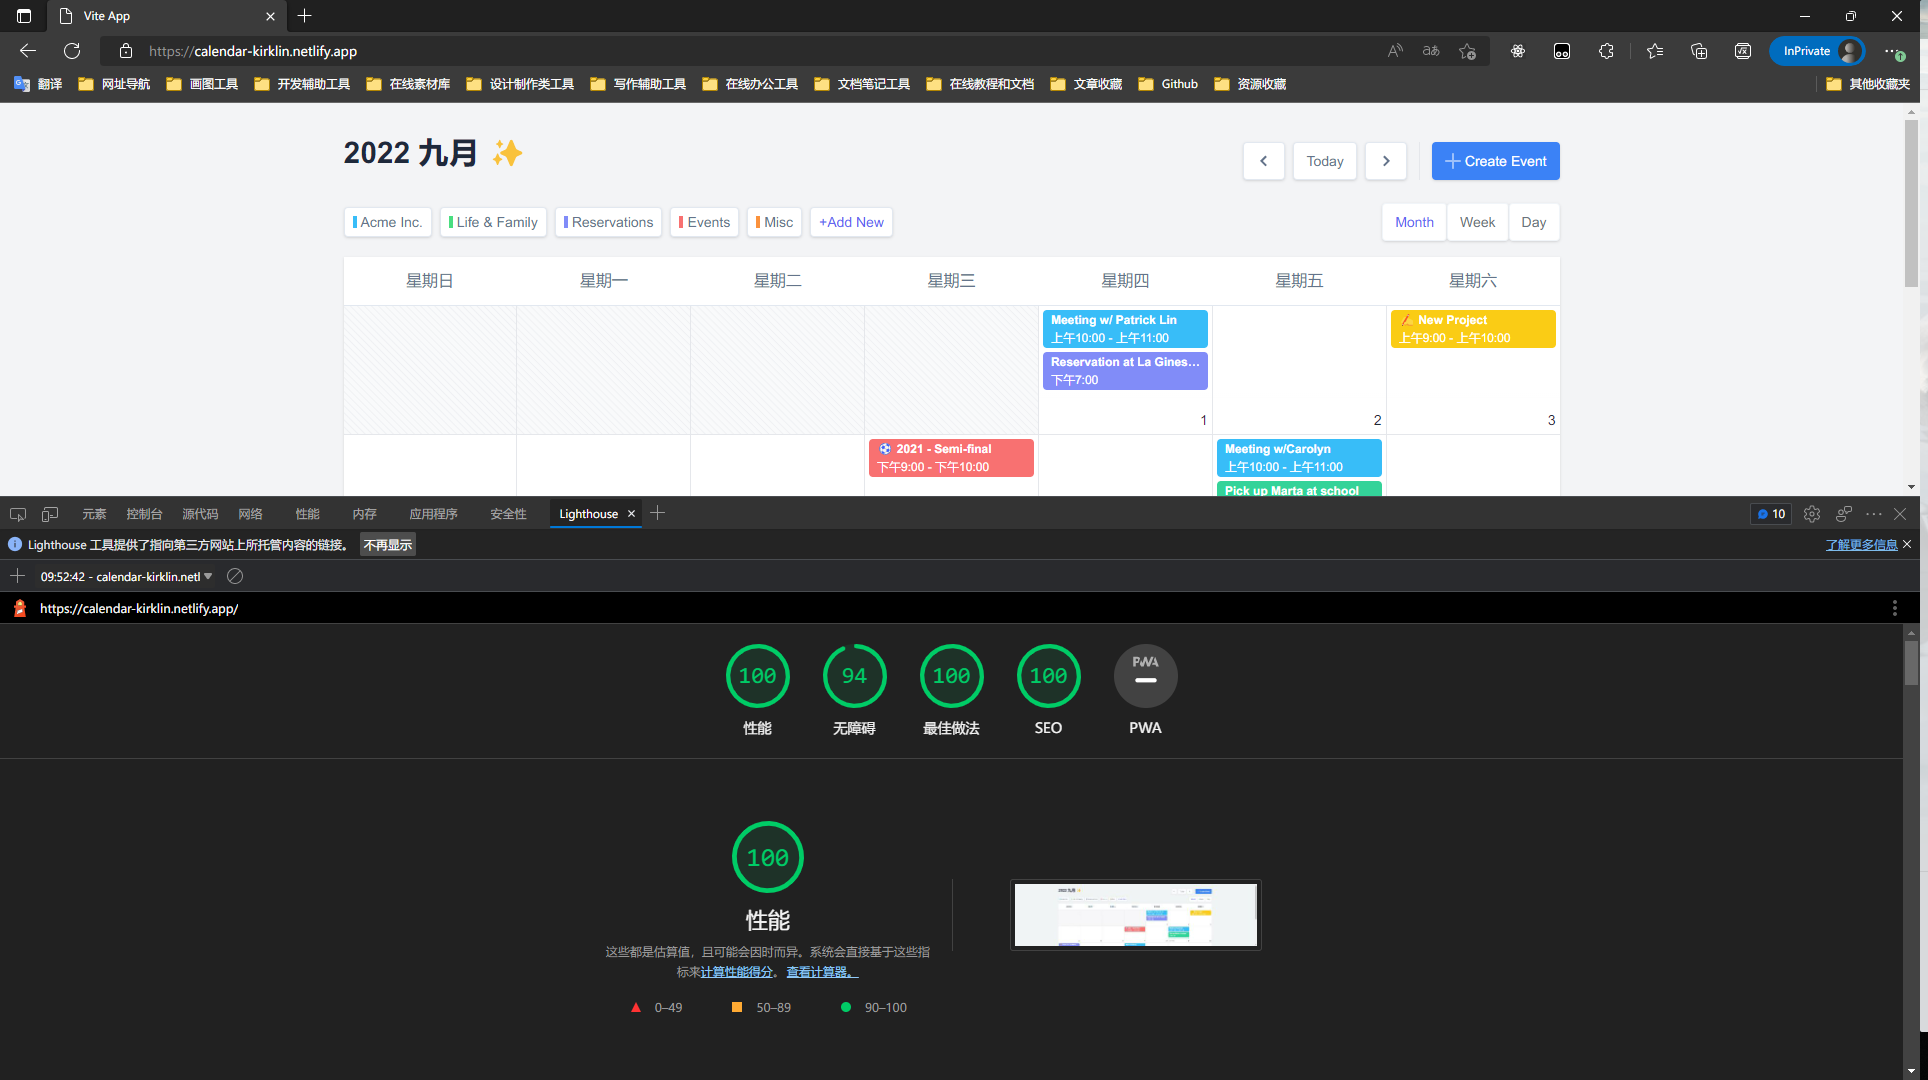 Vite App
https://calendar-kirklin.netlify.app
InPrivate
翻译 网址导航 画图工具 开发辅助工具 在线素材库 设计制作类工具 写作辅助工具 在线办公工具 文档笔记工具 在线教程和文档 文章收藏 Github 资源收藏 其他收藏夹
2022 九月 ✨
Today
Create Event
Acme Inc. Life & Family Reservations Events Misc +Add New
Month Week Day
星期日 星期一 星期二 星期三 星期四 星期五 星期六
Meeting w/ Patrick Lin
上午10:00 - 上午11:00
Reservation at La Gines...
下午7:00
1
2
New Project
上午9:00 - 上午10:00
3
2021 - Semi-final
下午9:00 - 下午10:00
Meeting w/Carolyn
上午10:00 - 上午11:00
Pick up Marta at school
元素 控制台 源代码 网络 性能 内存 应用程序 安全性 Lighthouse
10
Lighthouse 工具提供了指向第三方网站上所托管内容的链接。 不再显示
了解更多信息
09:52:42 - calendar-kirklin.netl
https://calendar-kirklin.netlify.app/
100 94 100 100 PWA
性能 无障碍 最佳做法 SEO PWA
100
性能
这些都是估算值，且可能会因时而异。系统会直接基于这些指
标来计算性能得分。查看计算器。
0–49 50–89 90–100